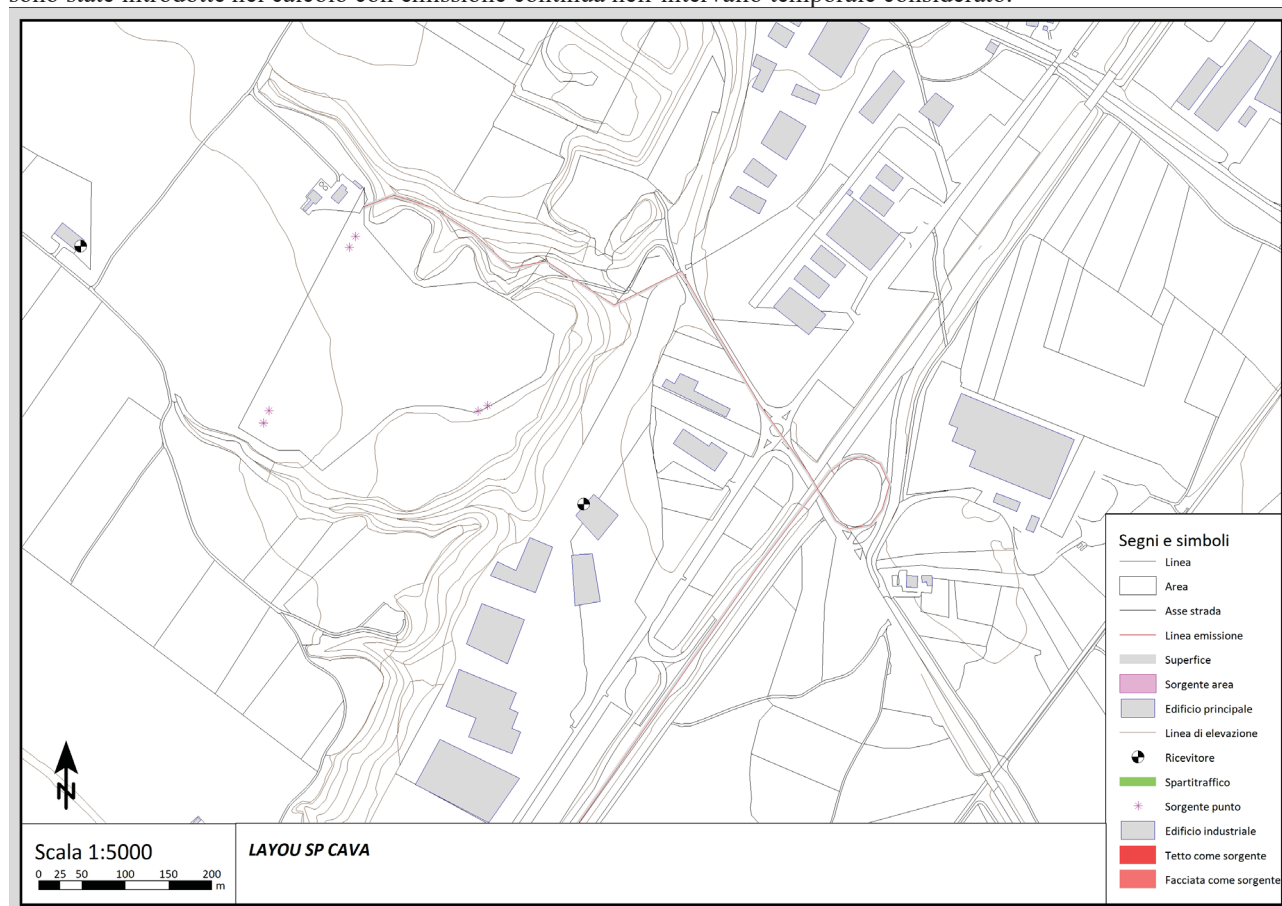 sono state introdotte nel calcolo con emissione continua nell'intervallo temporale considerato.
Segni e simboli
Linea
Area
Asse strada
Linea emissione
Superfice
Sorgente area
Edificio principale
Linea di elevazione
Ricevitore
Spartitraffico
Sorgente punto
Edificio industriale
Tetto come sorgente
Facciata come sorgente
N
Scala 1:5000
0 25 50 100 150 200
m
LAYOU SP CAVA